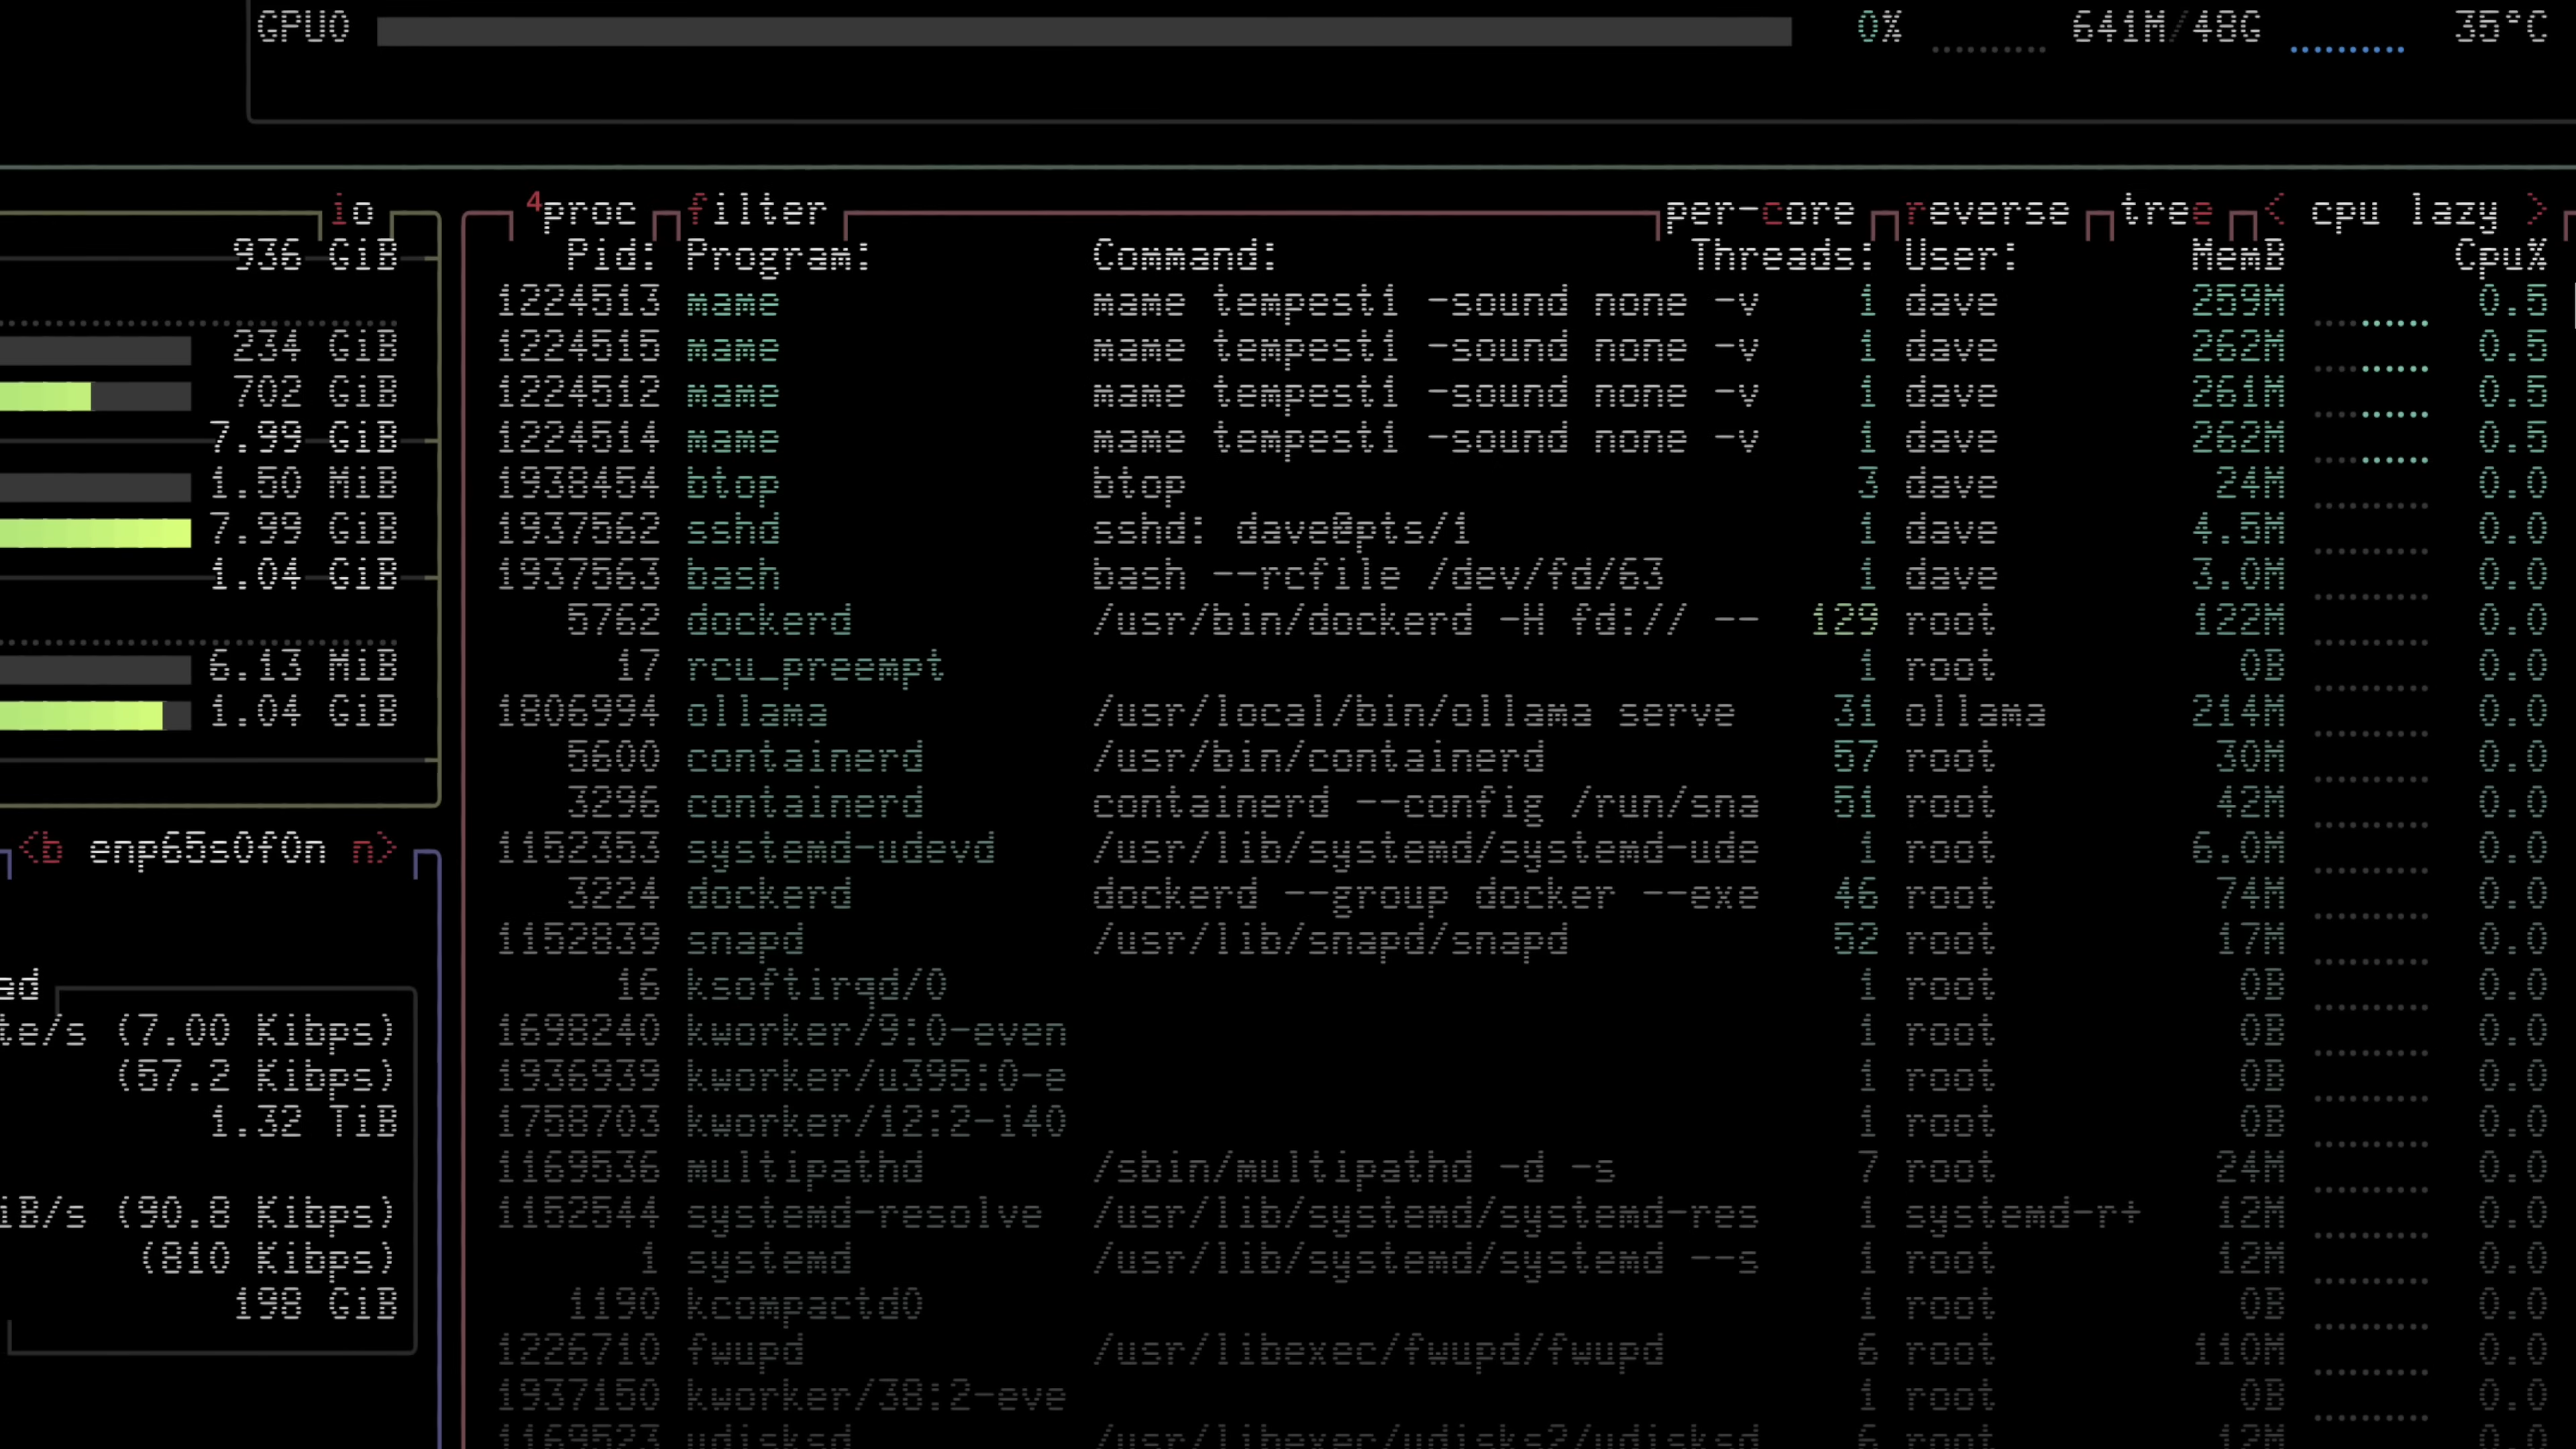 GPU0 0% 641M/48G 35°C
io
936 GiB
234 GiB
702 GiB
7.99 GiB
1.50 MiB
7.99 GiB
1.04 GiB
6.13 MiB
1.04 GiB
<b enp65s0f0n n>
ad
te/s (7.00 Kibps)
(57.2 Kibps)
1.32 TiB
iB/s (90.8 Kibps)
(810 Kibps)
198 GiB
4proc filter per-core reverse tree < cpu lazy >
Pid: Program: Command: Threads: User: MemB Cpu%
1224513 mame mame tempest1 -sound none -v 1 dave 259M 0.5
1224515 mame mame tempest1 -sound none -v 1 dave 262M 0.5
1224512 mame mame tempest1 -sound none -v 1 dave 261M 0.5
1224514 mame mame tempest1 -sound none -v 1 dave 262M 0.5
1938454 btop btop 3 dave 24M 0.0
1937562 sshd sshd: dave@pts/1 1 dave 4.5M 0.0
1937563 bash bash --rcfile /dev/fd/63 1 dave 3.0M 0.0
5762 dockerd /usr/bin/dockerd -H fd:// -- 129 root 122M 0.0
17 rcu_preempt 1 root 0B 0.0
1806994 ollama /usr/local/bin/ollama serve 31 ollama 214M 0.0
5600 containerd /usr/bin/containerd 57 root 30M 0.0
3296 containerd containerd --config /run/sna 51 root 42M 0.0
1152353 systemd-udevd /usr/lib/systemd/systemd-ude 1 root 6.0M 0.0
3224 dockerd dockerd --group docker --exe 46 root 74M 0.0
1152839 snapd /usr/lib/snapd/snapd 52 root 17M 0.0
16 ksoftirqd/0 1 root 0B 0.0
1698240 kworker/9:0-even 1 root 0B 0.0
1936939 kworker/u395:0-e 1 root 0B 0.0
1758703 kworker/12:2-i40 1 root 0B 0.0
1169536 multipathd /sbin/multipathd -d -s 7 root 24M 0.0
1152544 systemd-resolve /usr/lib/systemd/systemd-res 1 systemd-r+ 12M 0.0
1 systemd /usr/lib/systemd/systemd --s 1 root 12M 0.0
1190 kcompactd0 1 root 0B 0.0
1226710 fwupd /usr/libexec/fwupd/fwupd 6 root 110M 0.0
1937150 kworker/38:2-eve 1 root 0B 0.0
1169523 udisksd /usr/libexec/udisks2/udisksd 6 root 12M 0.0